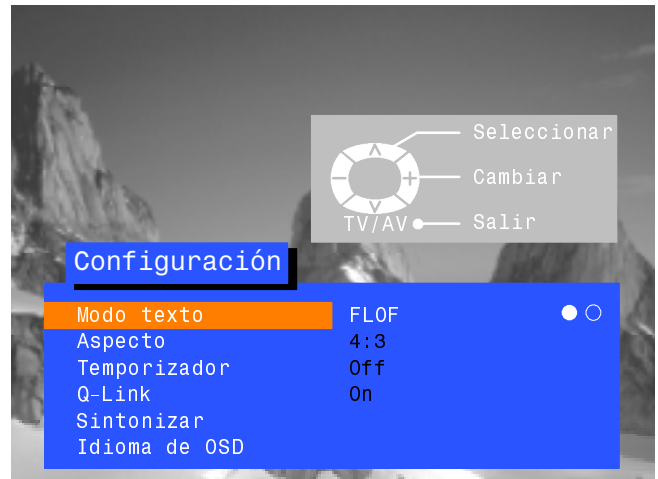 Seleccionar
Cambiar
TV/AV Salir
Configuración
Modo texto FLOF
Aspecto 4:3
Temporizador Off
Q-Link On
Sintonizar
Idioma de OSD